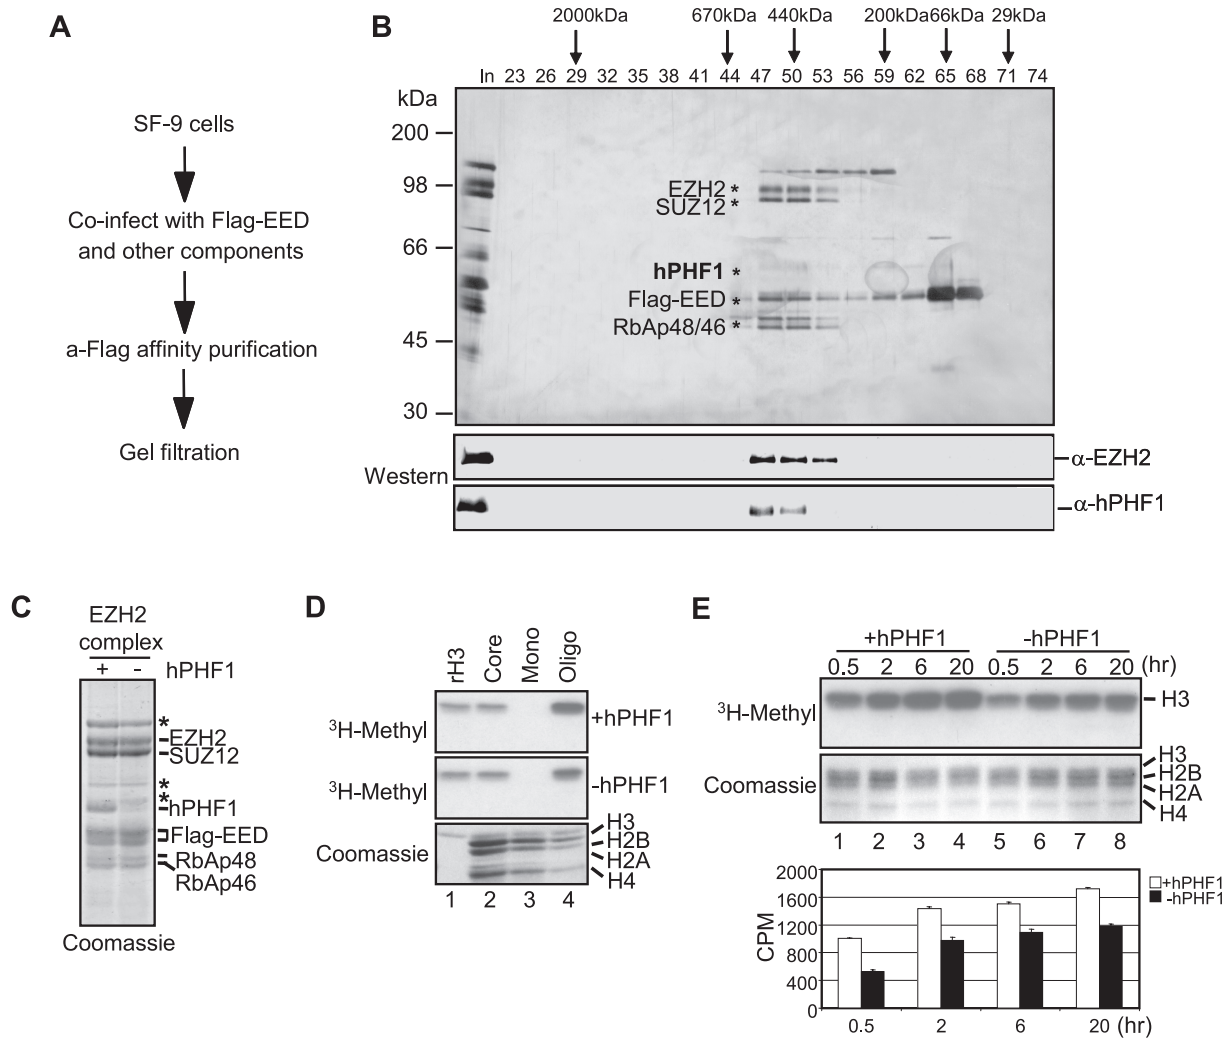 A
SF-9 cells
Co-infect with Flag-EED
and other components
a-Flag affinity purification
Gel filtration
B
2000kDa 670kDa 440kDa 200kDa 66kDa 29kDa
In 23 26 29 32 35 38 41 44 47 50 53 56 59 62 65 68 71 74
kDa
200
98
66
45
30
EZH2 *
SUZ12 *
hPHF1 *
Flag-EED *
RbAp48/46 *
Western
α-EZH2
α-hPHF1
C
EZH2
complex
+ - hPHF1
*
EZH2
SUZ12
*
*
hPHF1
Flag-EED
RbAp48
RbAp46
Coomassie
D
rH3 Core Mono Oligo
³H-Methyl +hPHF1
³H-Methyl -hPHF1
Coomassie
H3
H2B
H2A
H4
1 2 3 4
E
+hPHF1 -hPHF1
0.5 2 6 20 0.5 2 6 20 (hr)
³H-Methyl H3
Coomassie
H3
H2B
H2A
H4
1 2 3 4 5 6 7 8
CPM
2000
1600
1200
800
400
0
+hPHF1
-hPHF1
0.5 2 6 20 (hr)